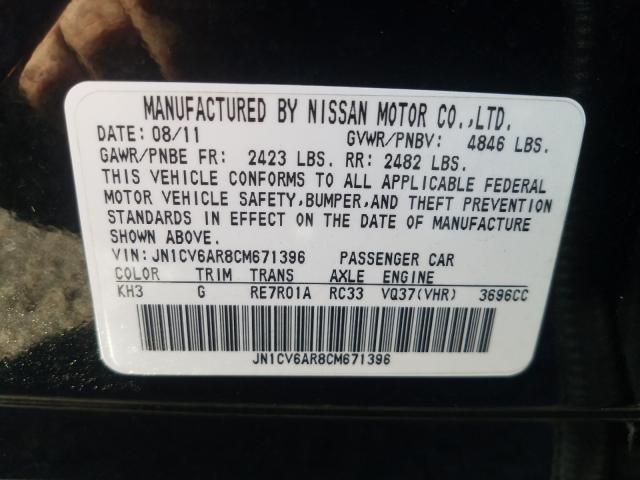 MANUFACTURED BY NISSAN MOTOR CO.,LTD.
DATE: 08/11 GVWR/PNBV: 4846 LBS.
GAWR/PNBE FR: 2423 LBS. RR: 2482 LBS.
THIS VEHICLE CONFORMS TO ALL APPLICABLE FEDERAL
MOTOR VEHICLE SAFETY,BUMPER,AND THEFT PREVENTION
STANDARDS IN EFFECT ON THE DATE OF MANUFACTURE
SHOWN ABOVE.
VIN: JN1CV6AR8CM671396 PASSENGER CAR
COLOR TRIM TRANS AXLE ENGINE
KH3 G RE7R01A RC33 VQ37(VHR) 3696CC
JN1CV6AR8CM671396